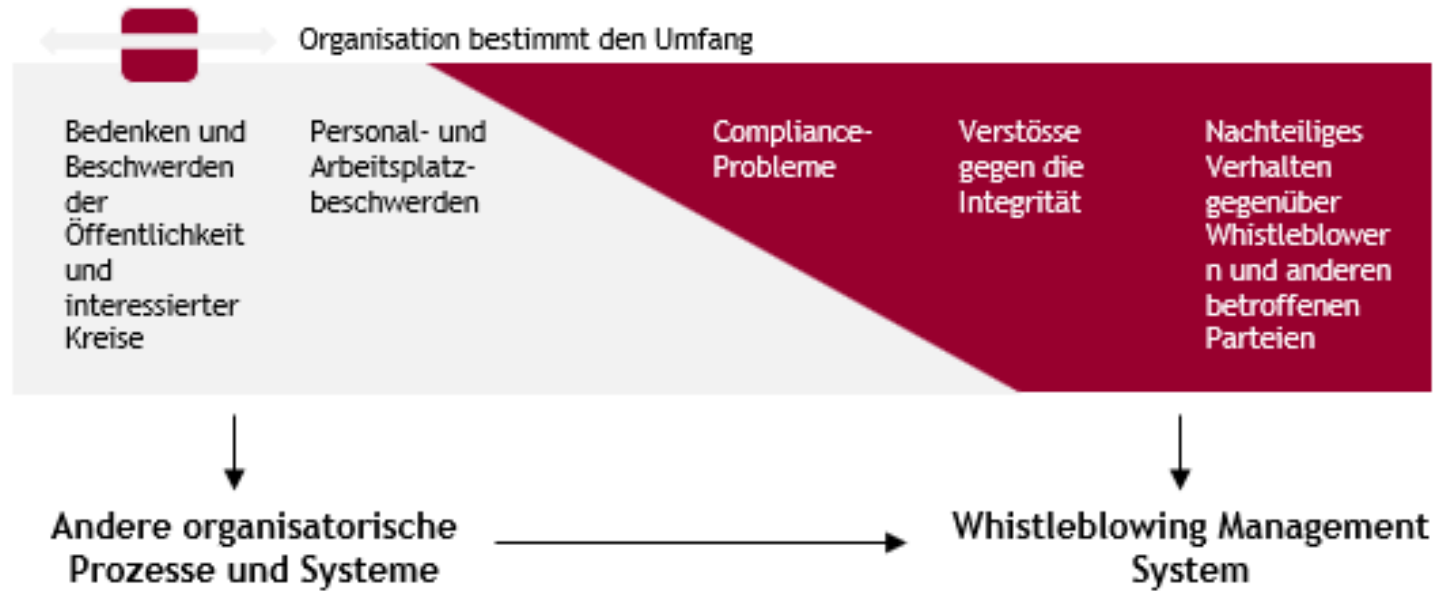 Organisation bestimmt den Umfang
Bedenken und
Beschwerden
der
Öffentlichkeit
und
interessierter
Kreise
Personal- und
Arbeitsplatz-
beschwerden
Compliance-
Probleme
Verstösse
gegen die
Integrität
Nachteiliges
Verhalten
gegenüber
Whistleblower
n und anderen
betroffenen
Parteien
Andere organisatorische
Prozesse und Systeme
Whistleblowing Management
System